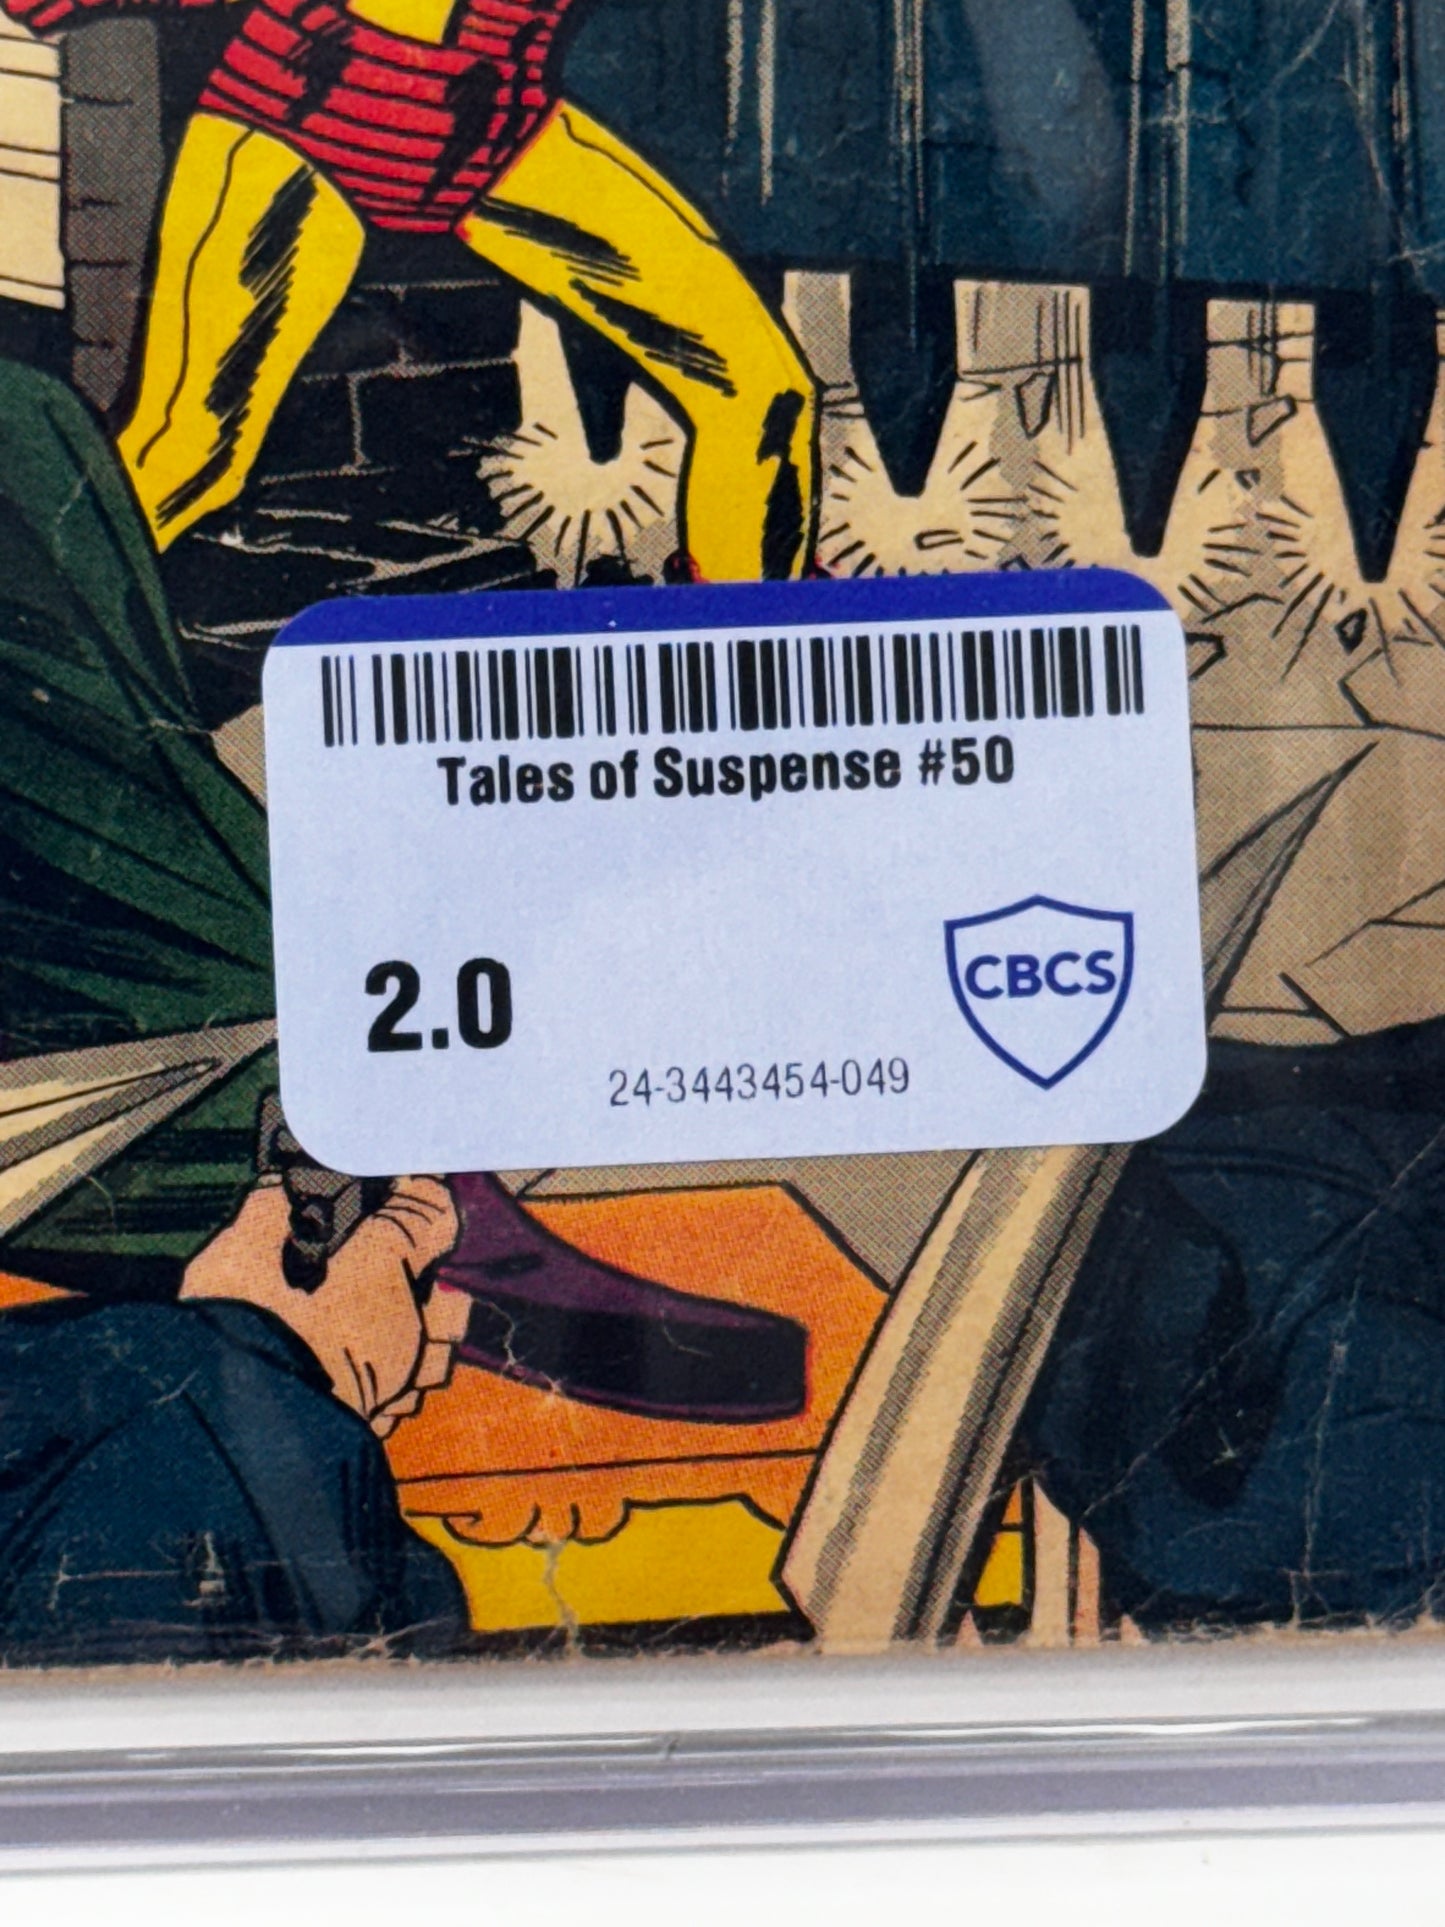 Tales of Suspense #50
2.0
CBCS
24-3443454-049